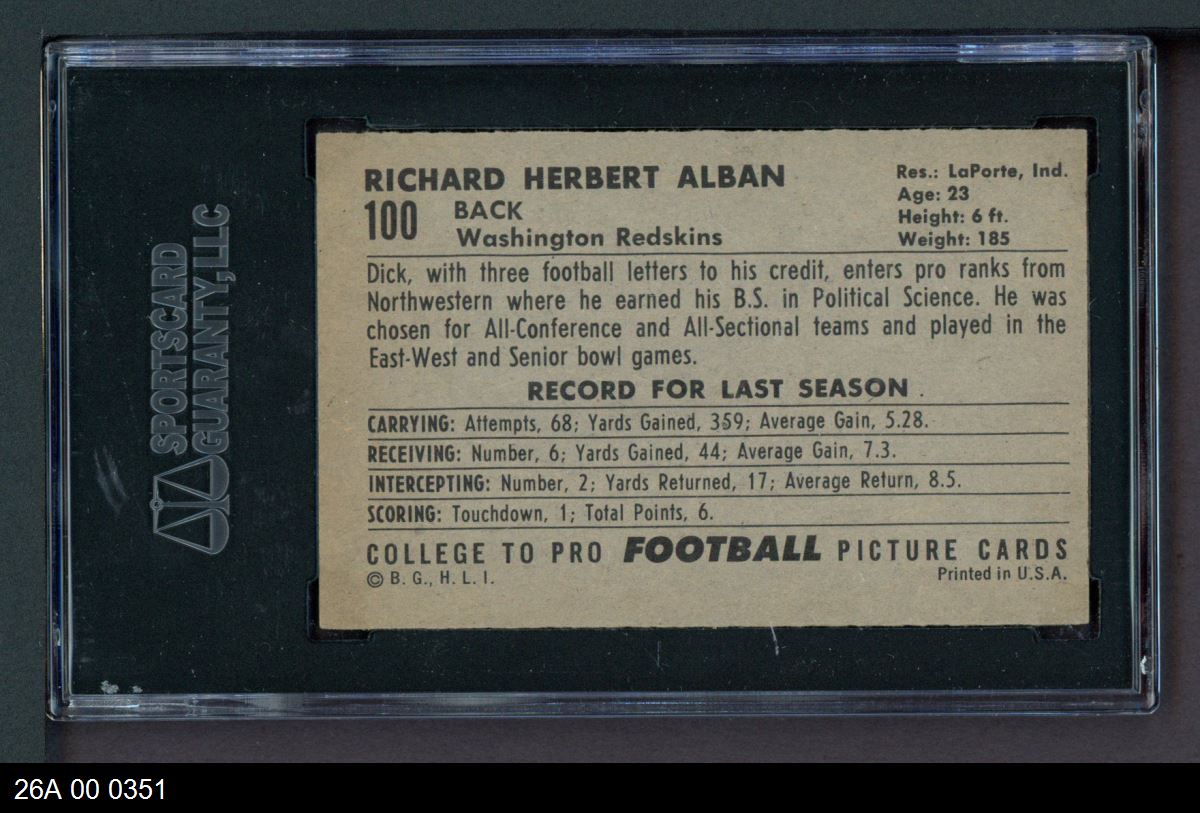 SPORTSCARD
GUARANTY, LLC
RICHARD HERBERT ALBAN
100
BACK
Washington Redskins
Res.: LaPorte, Ind.
Age: 23
Height: 6 ft.
Weight: 185
Dick, with three football letters to his credit, enters pro ranks from
Northwestern where he earned his B.S. in Political Science. He was
chosen for All-Conference and All-Sectional teams and played in the
East-West and Senior bowl games.
RECORD FOR LAST SEASON
CARRYING: Attempts, 68; Yards Gained, 359; Average Gain, 5.28.
RECEIVING: Number, 6; Yards Gained, 44; Average Gain, 7.3.
INTERCEPTING: Number, 2; Yards Returned, 17; Average Return, 8.5.
SCORING: Touchdown, 1; Total Points, 6.
COLLEGE TO PRO FOOTBALL PICTURE CARDS
© B. G., H. L. I.
Printed in U.S.A.
26A 00 0351